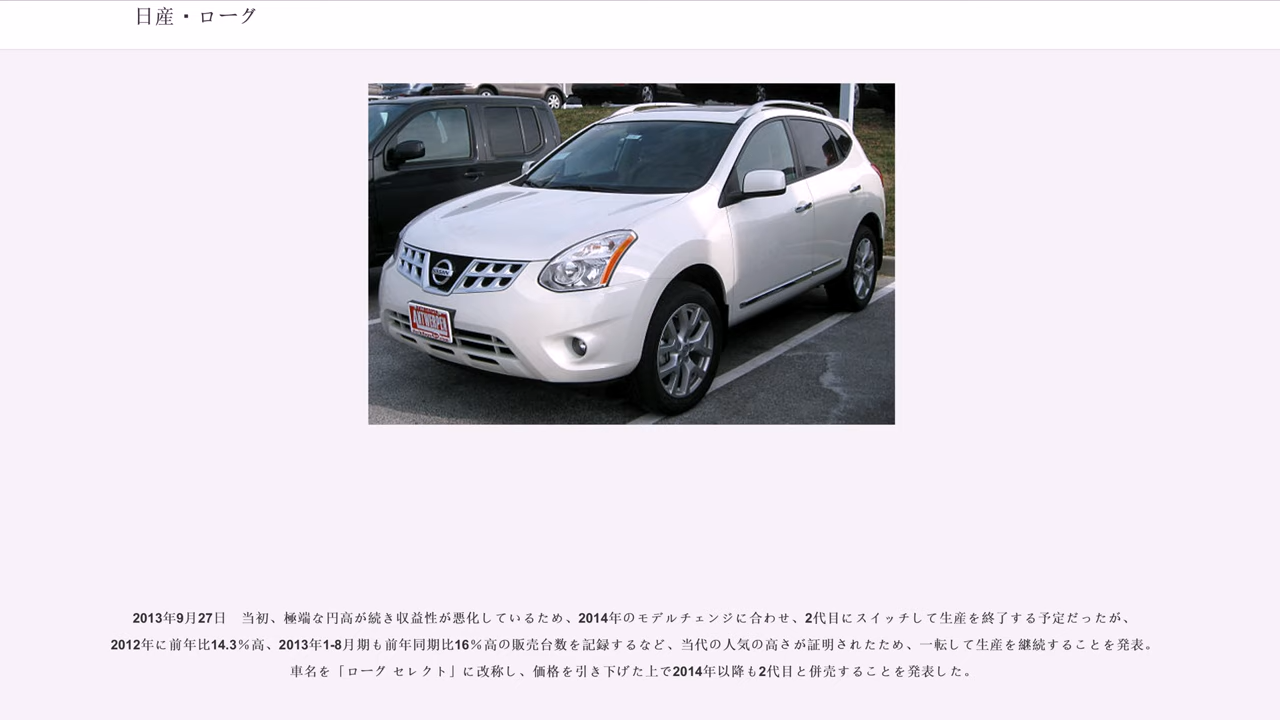 日産・ローグ
NISSAN
ANTWERPEN
2013年9月27日　当初、極端な円高が続き収益性が悪化しているため、2014年のモデルチェンジに合わせ、2代目にスイッチして生産を終了する予定だったが、
2012年に前年比14.3％高、2013年1-8月期も前年同期比16％高の販売台数を記録するなど、当代の人気の高さが証明されたため、一転して生産を継続することを発表。
車名を「ローグ セレクト」に改称し、価格を引き下げた上で2014年以降も2代目と併売することを発表した。